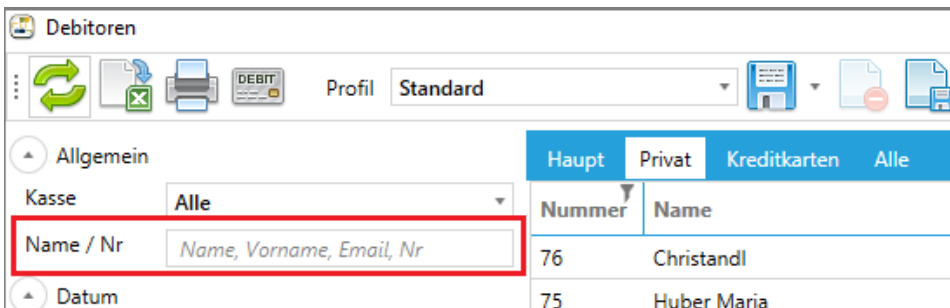 Debitoren
DEBIT
Profil Standard
Allgemein
Kasse Alle
Name / Nr Name, Vorname, Email, Nr
Datum
Haupt Privat Kreditkarten Alle
Nummer Name
76 Christandl
75 Huber Maria